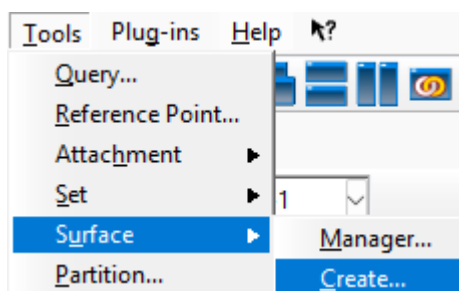 Tools Plug-ins Help ?
Query...
Reference Point...
Attachment
Set 1
Surface Manager...
Partition... Create...